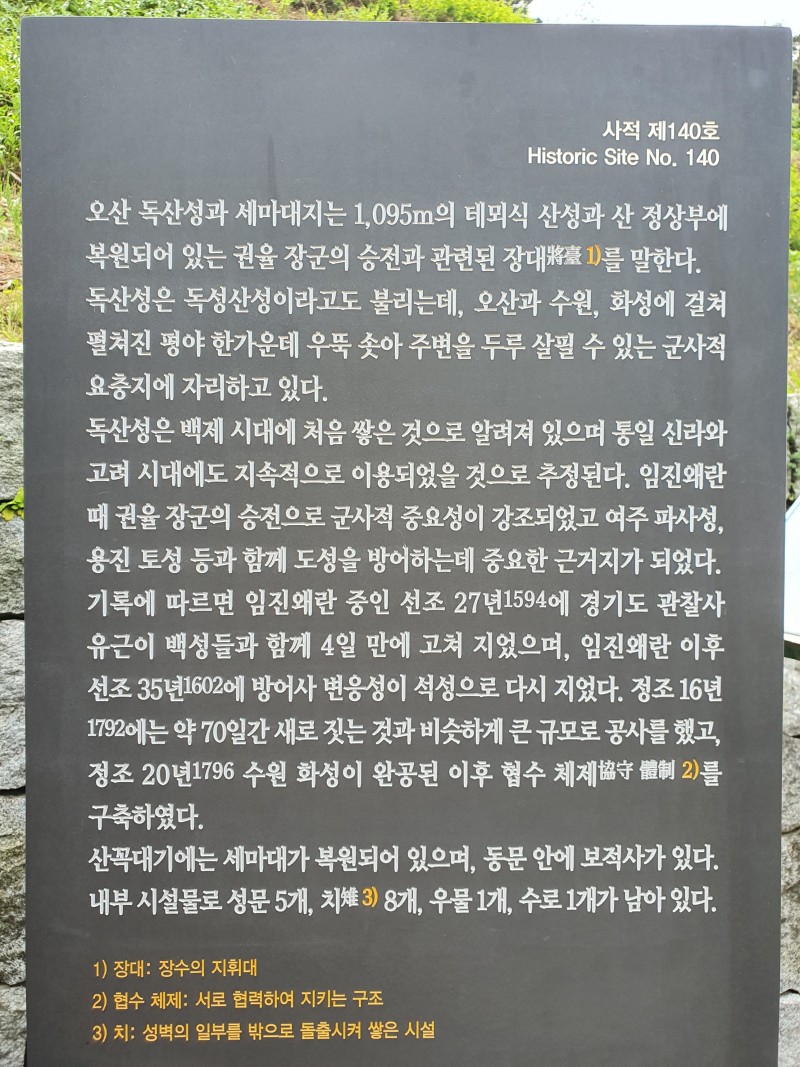 사적 제140호
Historic Site No. 140
오산 독산성과 세마대지는 1,095m의 테뫼식 산성과 산 정상부에
복원되어 있는 권율 장군의 승전과 관련된 장대將臺 1)를 말한다.
독산성은 독성산성이라고도 불리는데, 오산과 수원, 화성에 걸쳐
펼쳐진 평야 한가운데 우뚝 솟아 주변을 두루 살필 수 있는 군사적
요충지에 자리하고 있다.
독산성은 백제 시대에 처음 쌓은 것으로 알려져 있으며 통일 신라와
고려 시대에도 지속적으로 이용되었을 것으로 추정된다. 임진왜란
때 권율 장군의 승전으로 군사적 중요성이 강조되었고 여주 파사성,
용진 토성 등과 함께 도성을 방어하는데 중요한 근거지가 되었다.
기록에 따르면 임진왜란 중인 선조 27년1594에 경기도 관찰사
유근이 백성들과 함께 4일 만에 고쳐 지었으며, 임진왜란 이후
선조 35년1602에 방어사 변응성이 석성으로 다시 지었다. 정조 16년
1792에는 약 70일간 새로 짓는 것과 비슷하게 큰 규모로 공사를 했고,
정조 20년1796 수원 화성이 완공된 이후 협수 체제協守 體制 2)를
구축하였다.
산꼭대기에는 세마대가 복원되어 있으며, 동문 안에 보적사가 있다.
내부 시설물로 성문 5개, 치雉 3) 8개, 우물 1개, 수로 1개가 남아 있다.
1) 장대: 장수의 지휘대
2) 협수 체제: 서로 협력하여 지키는 구조
3) 치: 성벽의 일부를 밖으로 돌출시켜 쌓은 시설